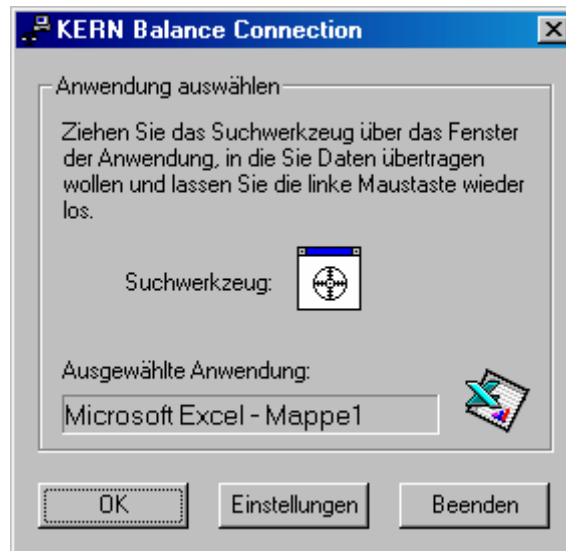 KERN Balance Connection
Anwendung auswählen
Ziehen Sie das Suchwerkzeug über das Fenster
der Anwendung, in die Sie Daten übertragen
wollen und lassen Sie die linke Maustaste wieder
los.
Suchwerkzeug:
Ausgewählte Anwendung:
Microsoft Excel - Mappe1
OK Einstellungen Beenden